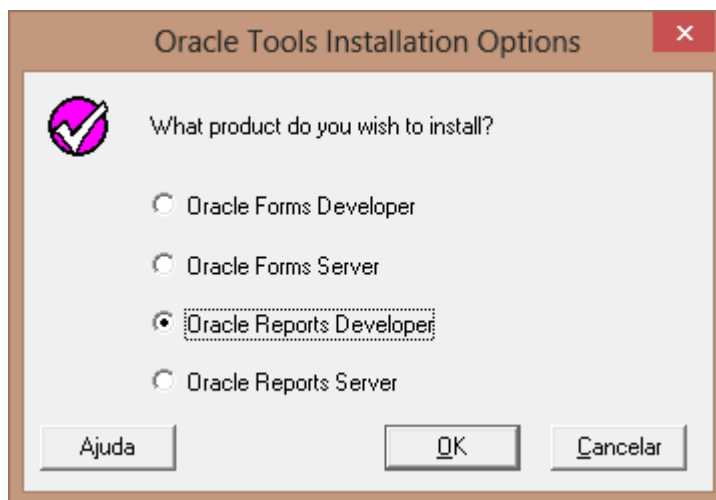 Oracle Tools Installation Options
What product do you wish to install?
Oracle Forms Developer
Oracle Forms Server
Oracle Reports Developer
Oracle Reports Server
Ajuda
OK
Cancelar